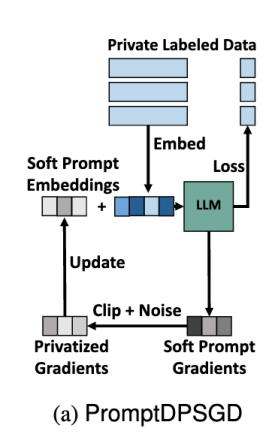 Private Labeled Data
Embed
Loss
Soft Prompt
Embeddings
+
LLM
Update
Clip + Noise
Privatized
Gradients
Soft Prompt
Gradients
(a) PromptDPSGD